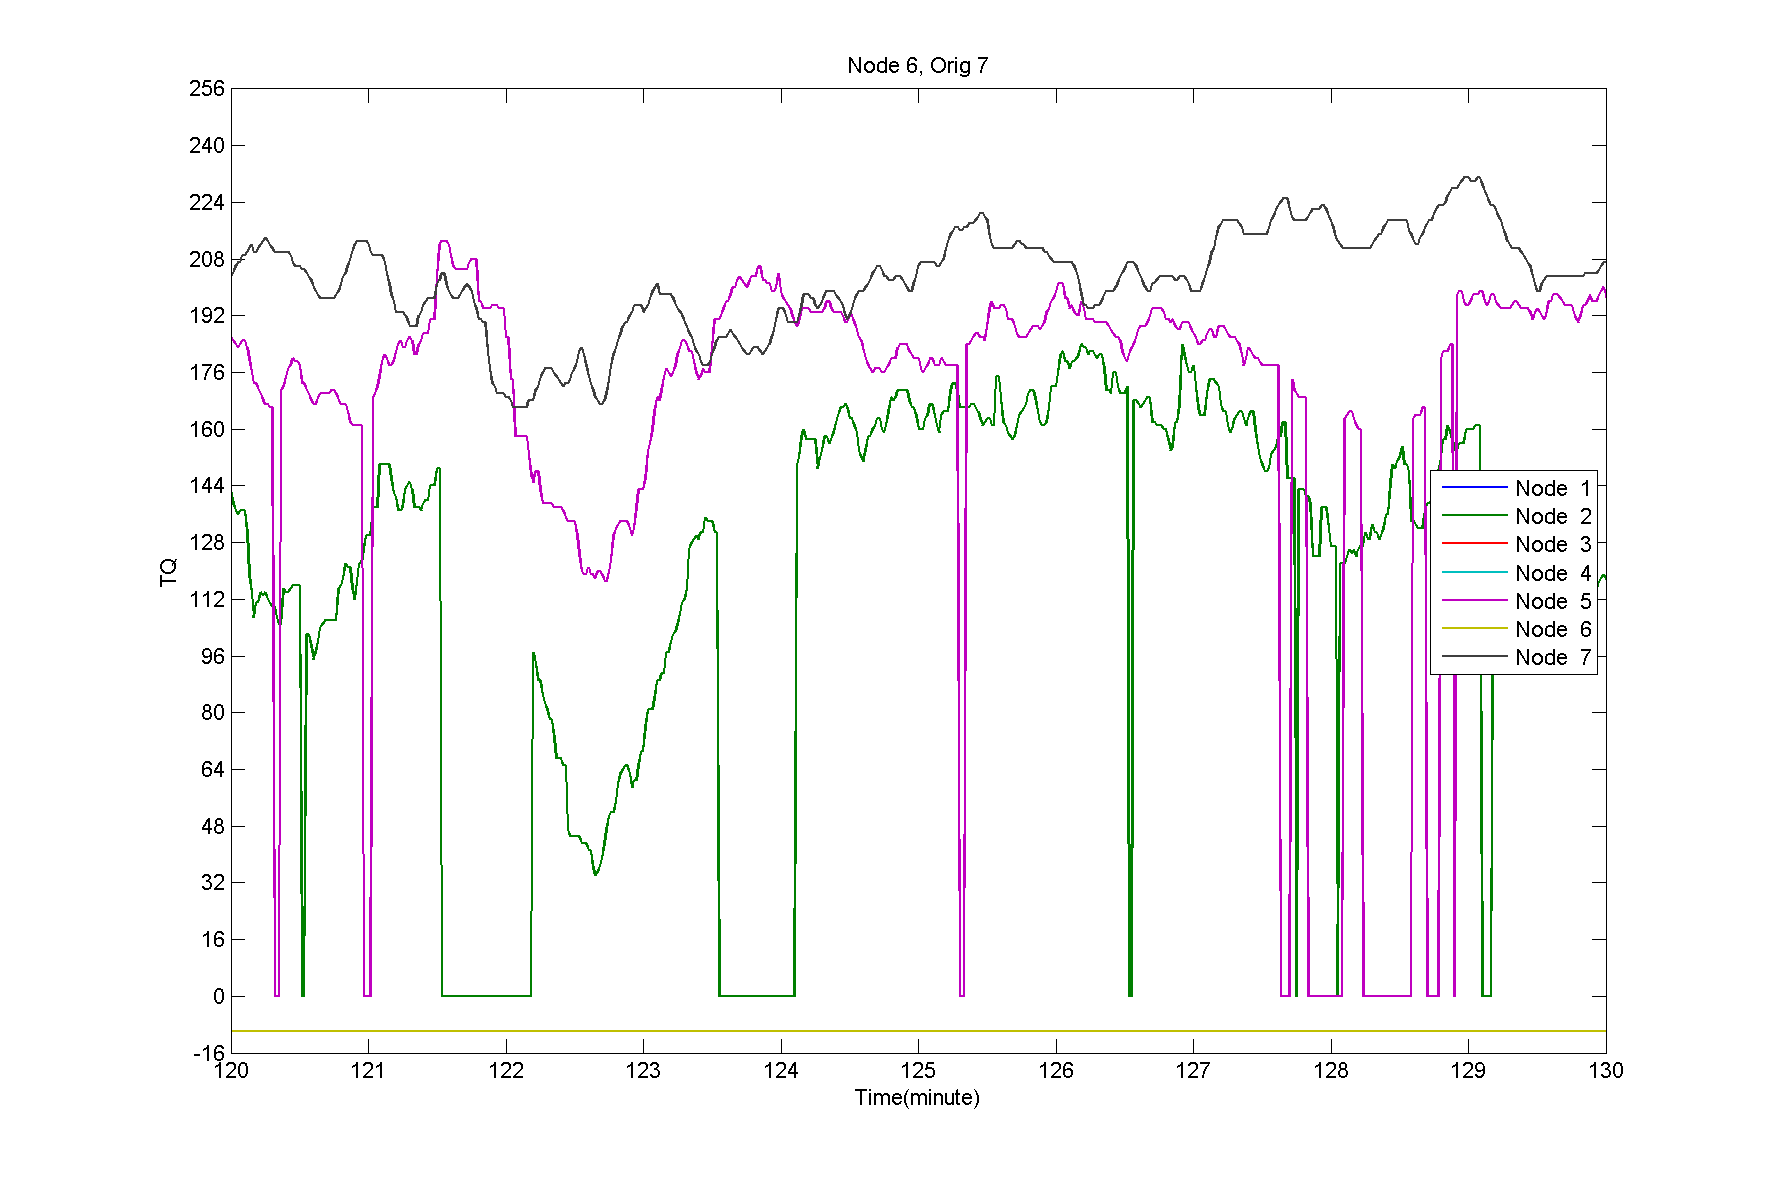 Node 6, Orig 7
256
240
224
208
192
176
160
144
128
112
96
80
64
48
32
16
0
-16
TQ
Node 1
Node 2
Node 3
Node 4
Node 5
Node 6
Node 7
120 121 122 123 124 125 126 127 128 129 130
Time(minute)